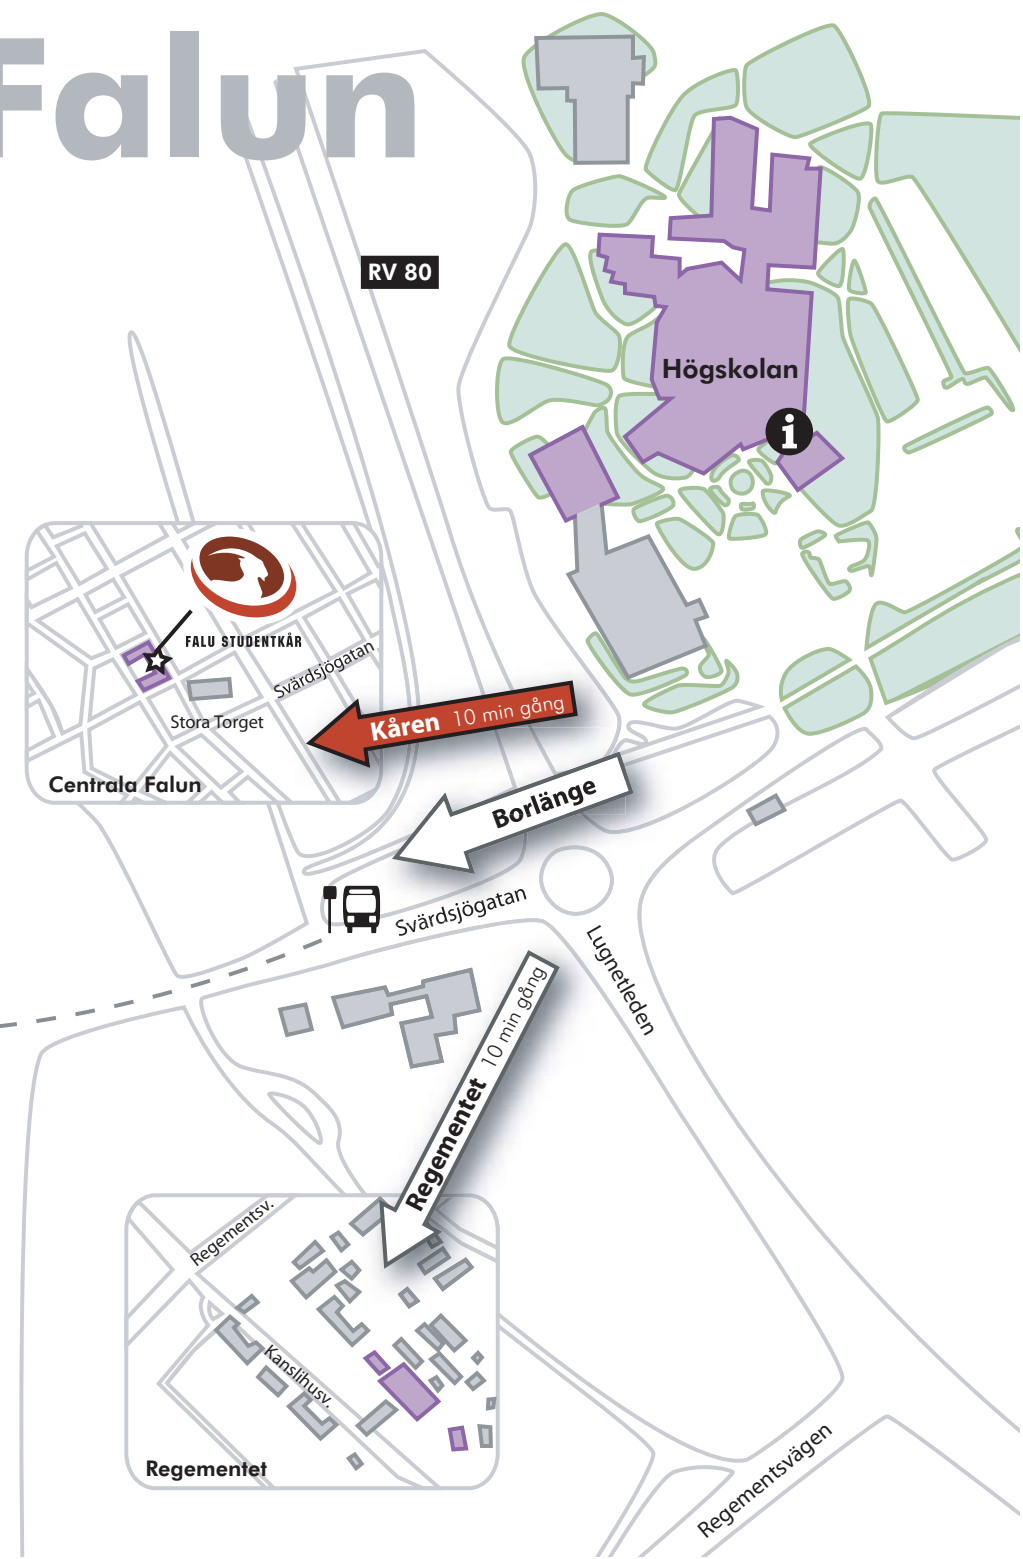 Falun
RV 80
Högskolan
i
FALU STUDENTKÅR
Svärdsjögatan
Stora Torget
Centrala Falun
Kåren 10 min gång
Borlänge
Svärdsjögatan
Lugnetleden
Regementet 10 min gång
Regementsv.
Kanslihusv.
Regementet
Regementsvägen